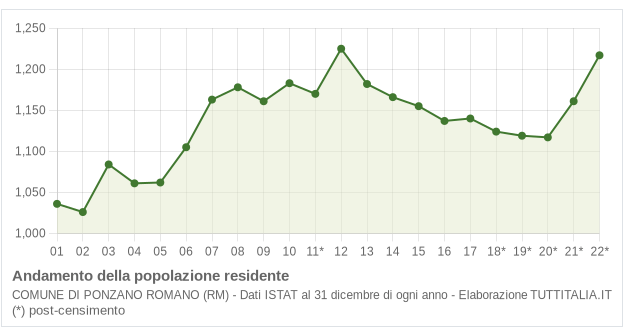 1,250
1,200
1,150
1,100
1,050
1,000
01 02 03 04 05 06 07 08 09 10 11* 12 13 14 15 16 17 18* 19* 20* 21* 22*
Andamento della popolazione residente
COMUNE DI PONZANO ROMANO (RM) - Dati ISTAT al 31 dicembre di ogni anno - Elaborazione TUTTITALIA.IT
(*) post-censimento